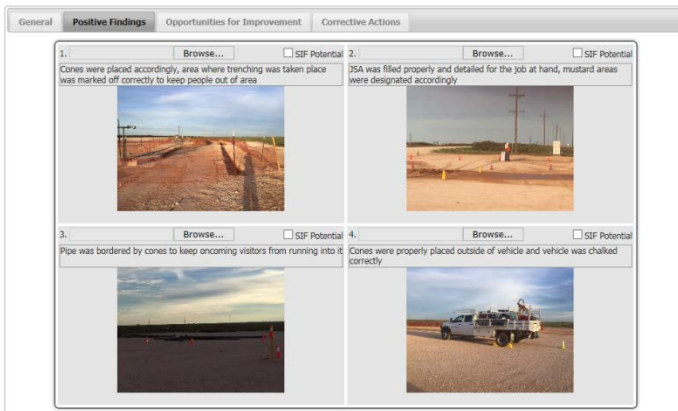 General Positive Findings Opportunities for Improvement Corrective Actions
1. Browse... SIF Potential
Cones were placed accordingly, area where trenching was taken place
was marked off correctly to keep people out of area
2. Browse... SIF Potential
JSA was filled properly and detailed for the job at hand, mustard areas
were designated accordingly
3. Browse... SIF Potential
Pipe was bordered by cones to keep oncoming visitors from running into it
4. Browse... SIF Potential
Cones were properly placed outside of vehicle and vehicle was chalked
correctly